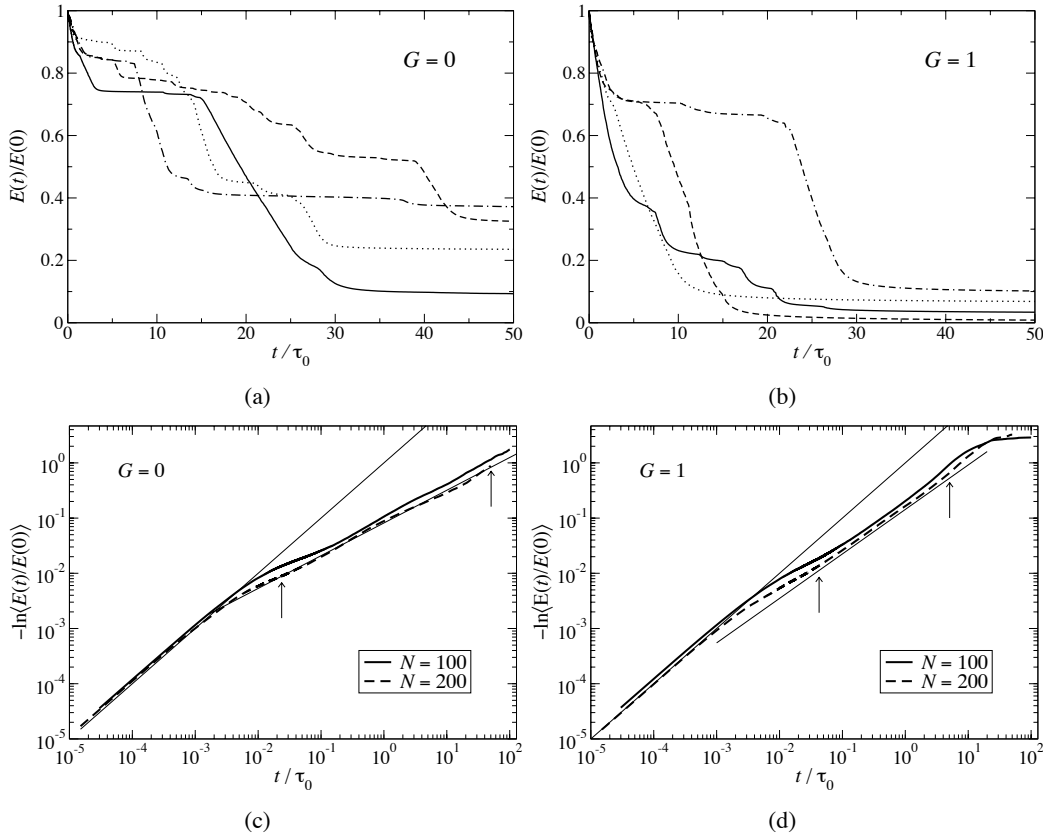 1
0.8
0.6
0.4
0.2
0
E(t)/E(0)
G = 0
0 10 20 30 40 50
t / τ0
(a)
1
0.8
0.6
0.4
0.2
0
E(t)/E(0)
G = 1
0 10 20 30 40 50
t / τ0
(b)
10^0
10^-1
10^-2
10^-3
10^-4
10^-5
−ln⟨E(t)/E(0)⟩
G = 0
N = 100
N = 200
10^-5 10^-4 10^-3 10^-2 10^-1 10^0 10^1 10^2
t / τ0
(c)
10^0
10^-1
10^-2
10^-3
10^-4
10^-5
−ln⟨E(t)/E(0)⟩
G = 1
N = 100
N = 200
10^-5 10^-4 10^-3 10^-2 10^-1 10^0 10^1 10^2
t / τ0
(d)